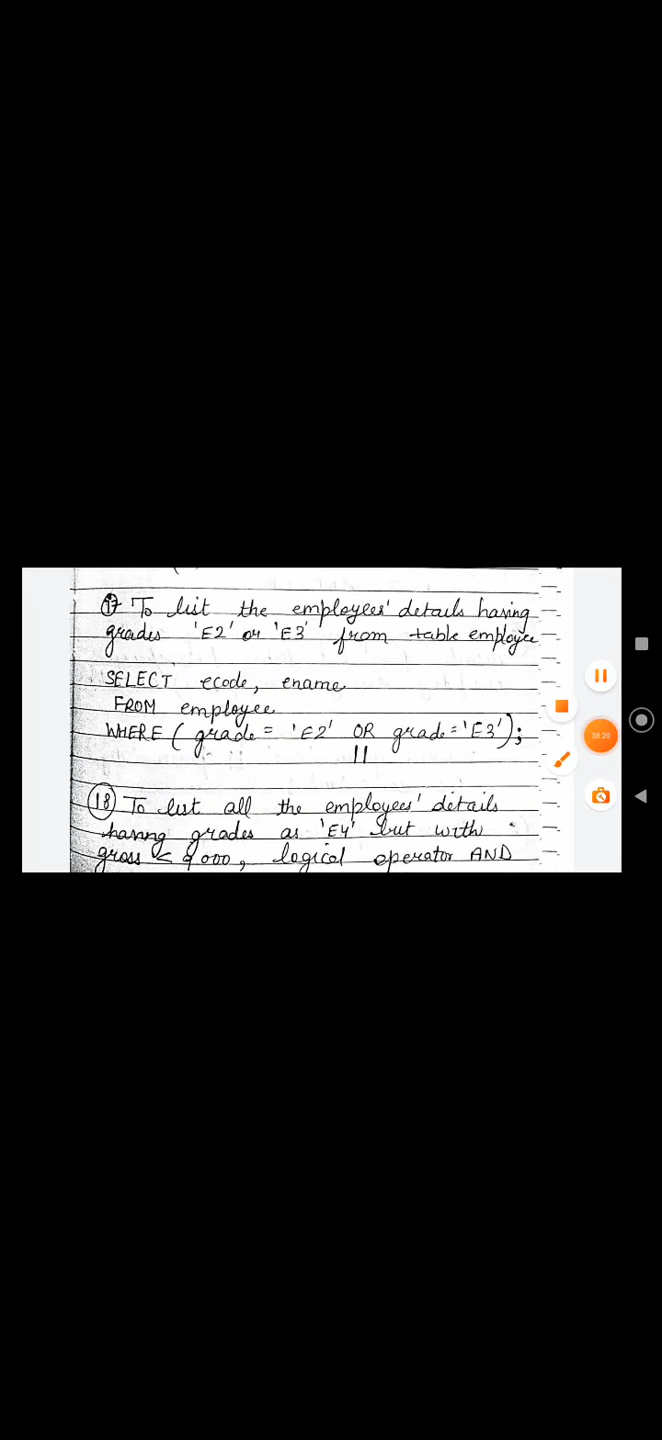 17 To list the employees' details having
grades 'E2' or 'E3' from table employee
SELECT ecode, ename
FROM employee
WHERE (grade = 'E2' OR grade = 'E3');
||
18 To list all the employees' details
having grades as 'E4' but with
gross < 9000, logical operator AND
38:20